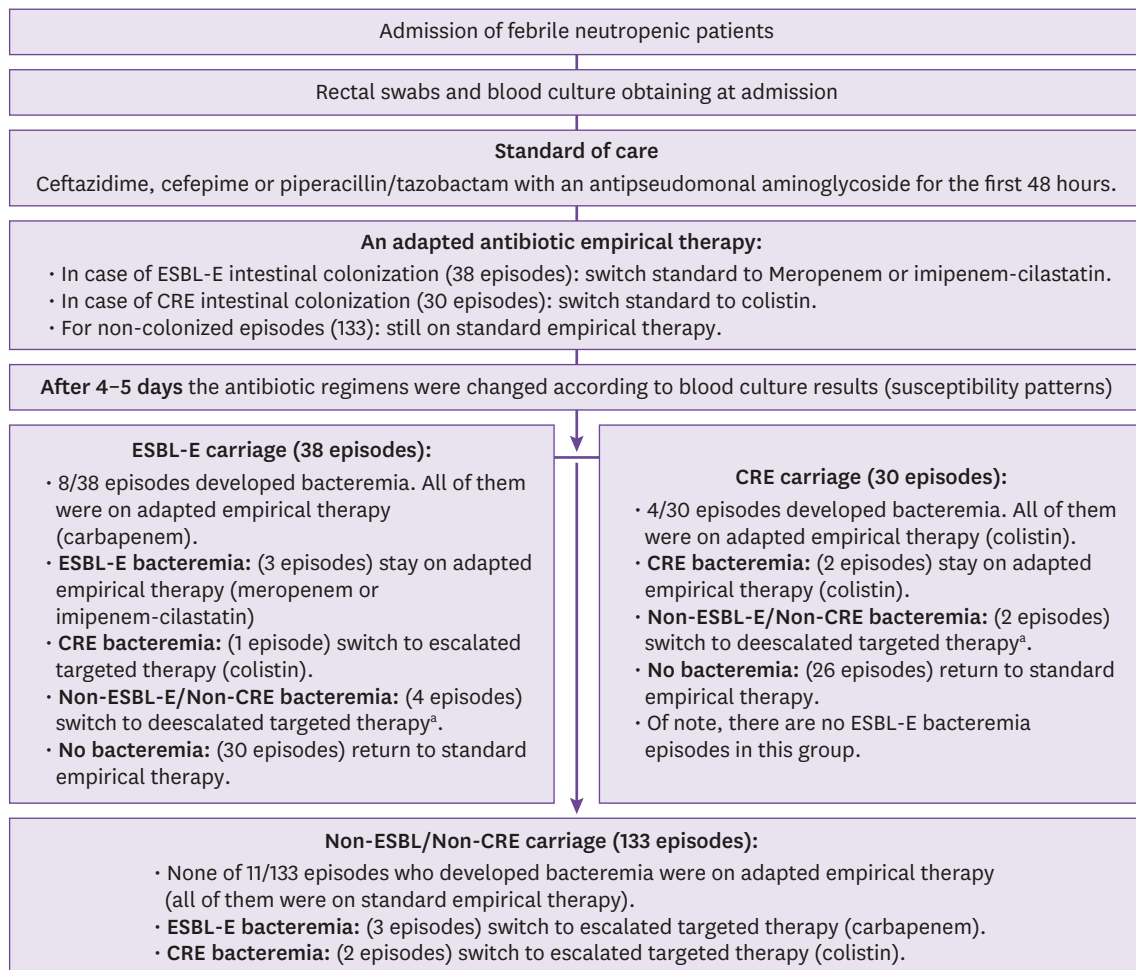 Admission of febrile neutropenic patients
Rectal swabs and blood culture obtaining at admission
Standard of care
Ceftazidime, cefepime or piperacillin/tazobactam with an antipseudomonal aminoglycoside for the first 48 hours.
An adapted antibiotic empirical therapy:
· In case of ESBL-E intestinal colonization (38 episodes): switch standard to Meropenem or imipenem-cilastatin.
· In case of CRE intestinal colonization (30 episodes): switch standard to colistin.
· For non-colonized episodes (133): still on standard empirical therapy.
After 4–5 days the antibiotic regimens were changed according to blood culture results (susceptibility patterns)
ESBL-E carriage (38 episodes):
· 8/38 episodes developed bacteremia. All of them
were on adapted empirical therapy
(carbapenem).
· ESBL-E bacteremia: (3 episodes) stay on adapted
empirical therapy (meropenem or
imipenem-cilastatin)
· CRE bacteremia: (1 episode) switch to escalated
targeted therapy (colistin).
· Non-ESBL-E/Non-CRE bacteremia: (4 episodes)
switch to deescalated targeted therapyᵃ.
· No bacteremia: (30 episodes) return to standard
empirical therapy.
CRE carriage (30 episodes):
· 4/30 episodes developed bacteremia. All of them
were on adapted empirical therapy (colistin).
· CRE bacteremia: (2 episodes) stay on adapted
empirical therapy (colistin).
· Non-ESBL-E/Non-CRE bacteremia: (2 episodes)
switch to deescalated targeted therapyᵃ.
· No bacteremia: (26 episodes) return to standard
empirical therapy.
· Of note, there are no ESBL-E bacteremia
episodes in this group.
Non-ESBL/Non-CRE carriage (133 episodes):
· None of 11/133 episodes who developed bacteremia were on adapted empirical therapy
(all of them were on standard empirical therapy).
· ESBL-E bacteremia: (3 episodes) switch to escalated targeted therapy (carbapenem).
· CRE bacteremia: (2 episodes) switch to escalated targeted therapy (colistin).